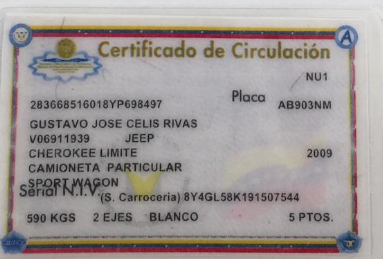 Certificado de Circulación
NU1
283668516018YP698497 Placa AB903NM
GUSTAVO JOSE CELIS RIVAS
V06911939 JEEP
CHEROKEE LIMITE 2009
CAMIONETA PARTICULAR
SPORT WAGON
Serial N.I.V. (S. Carroceria) 8Y4GL58K191507544
590 KGS 2 EJES BLANCO 5 PTOS.